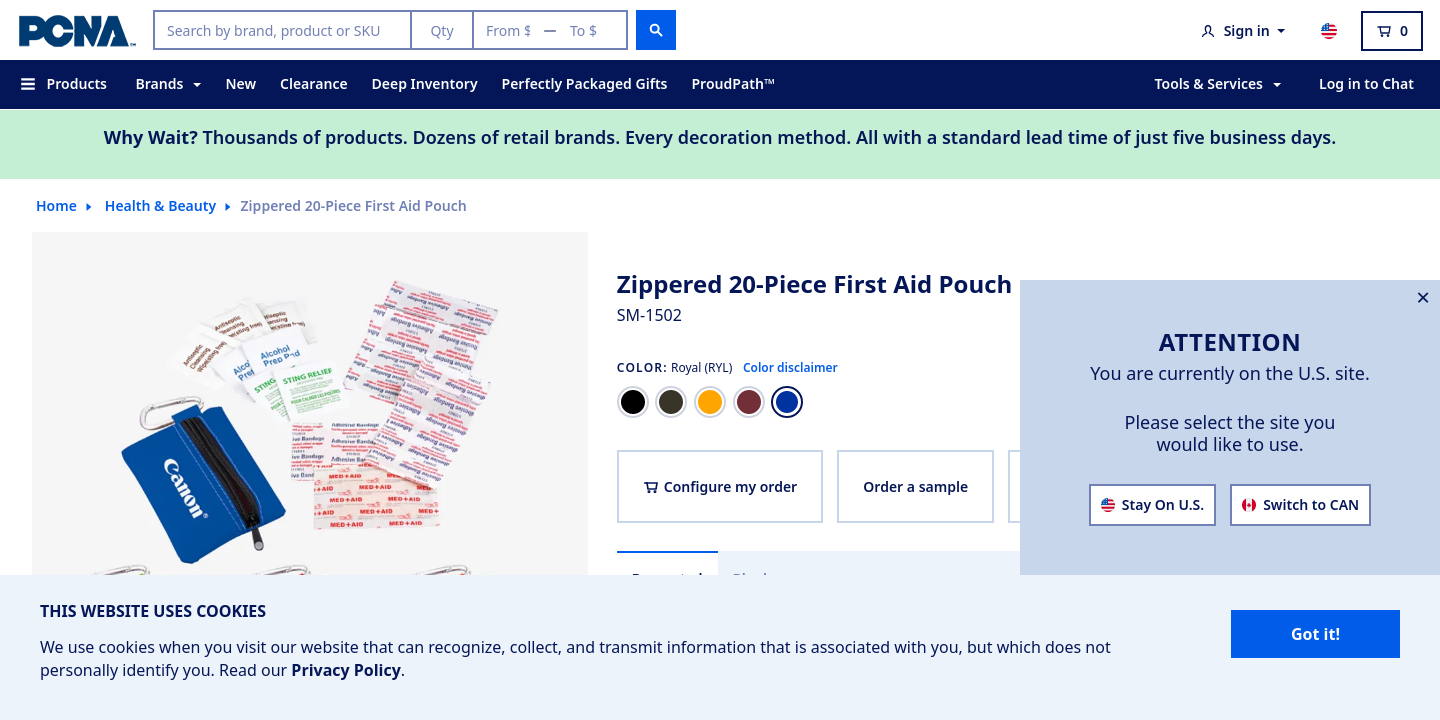 PCNA™
Search by brand, product or SKU
Qty
From $ — To $
Sign in
0
Products
Brands
New
Clearance
Deep Inventory
Perfectly Packaged Gifts
ProudPath™
Tools & Services
Log in to Chat
Why Wait? Thousands of products. Dozens of retail brands. Every decoration method. All with a standard lead time of just five business days.
Home
Health & Beauty
Zippered 20-Piece First Aid Pouch
Antiseptic
Alcohol
Prep Pad
STING RELIEF
Adhesive Bandage
MED+AID
Canon
Zippered 20-Piece First Aid Pouch
SM-1502
COLOR: Royal (RYL) Color disclaimer
Configure my order
Order a sample
ATTENTION
You are currently on the U.S. site.
Please select the site you
would like to use.
Stay On U.S.
Switch to CAN
THIS WEBSITE USES COOKIES
We use cookies when you visit our website that can recognize, collect, and transmit information that is associated with you, but which does not
personally identify you. Read our Privacy Policy.
Got it!